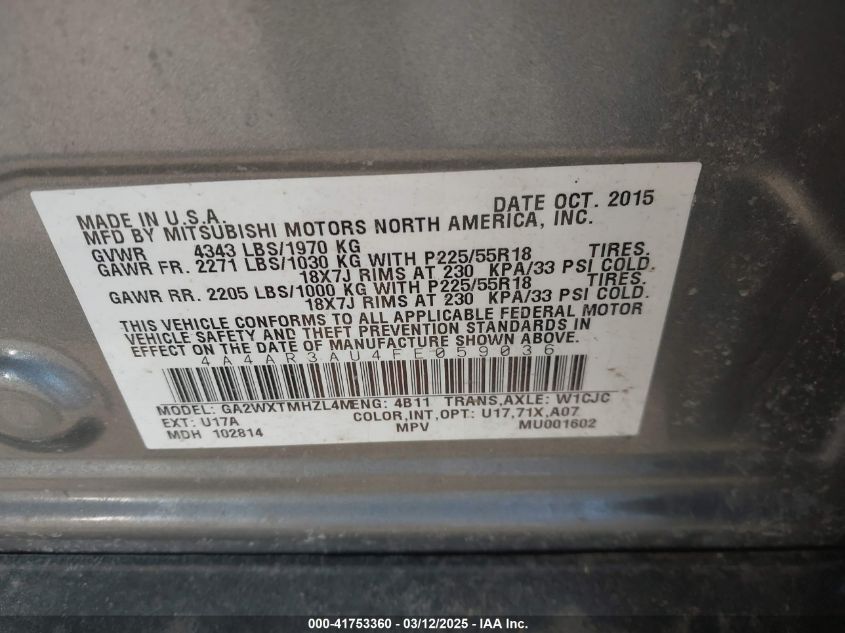 DATE OCT. 2015
MADE IN U.S.A.
MFD BY MITSUBISHI MOTORS NORTH AMERICA, INC.
GVWR 4343 LBS/1970 KG
GAWR FR. 2271 LBS/1030 KG WITH P225/55R18 TIRES.
18X7J RIMS AT 230 KPA/33 PSI COLD.
GAWR RR. 2205 LBS/1000 KG WITH P225/55R18 TIRES.
18X7J RIMS AT 230 KPA/33 PSI COLD.
THIS VEHICLE CONFORMS TO ALL APPLICABLE FEDERAL MOTOR
VEHICLE SAFETY AND THEFT PREVENTION STANDARDS IN
EFFECT ON THE DATE OF MANUFACTURE SHOWN ABOVE.
4A4AR3AU4FE059036
MODEL: GA2WXTMHZL4M ENG: 4B11 TRANS,AXLE: W1CJC
EXT: U17A COLOR,INT,OPT: U17,71X,A07
MDH 102814 MPV MU001602
000-41753360 - 03/12/2025 - IAA Inc.